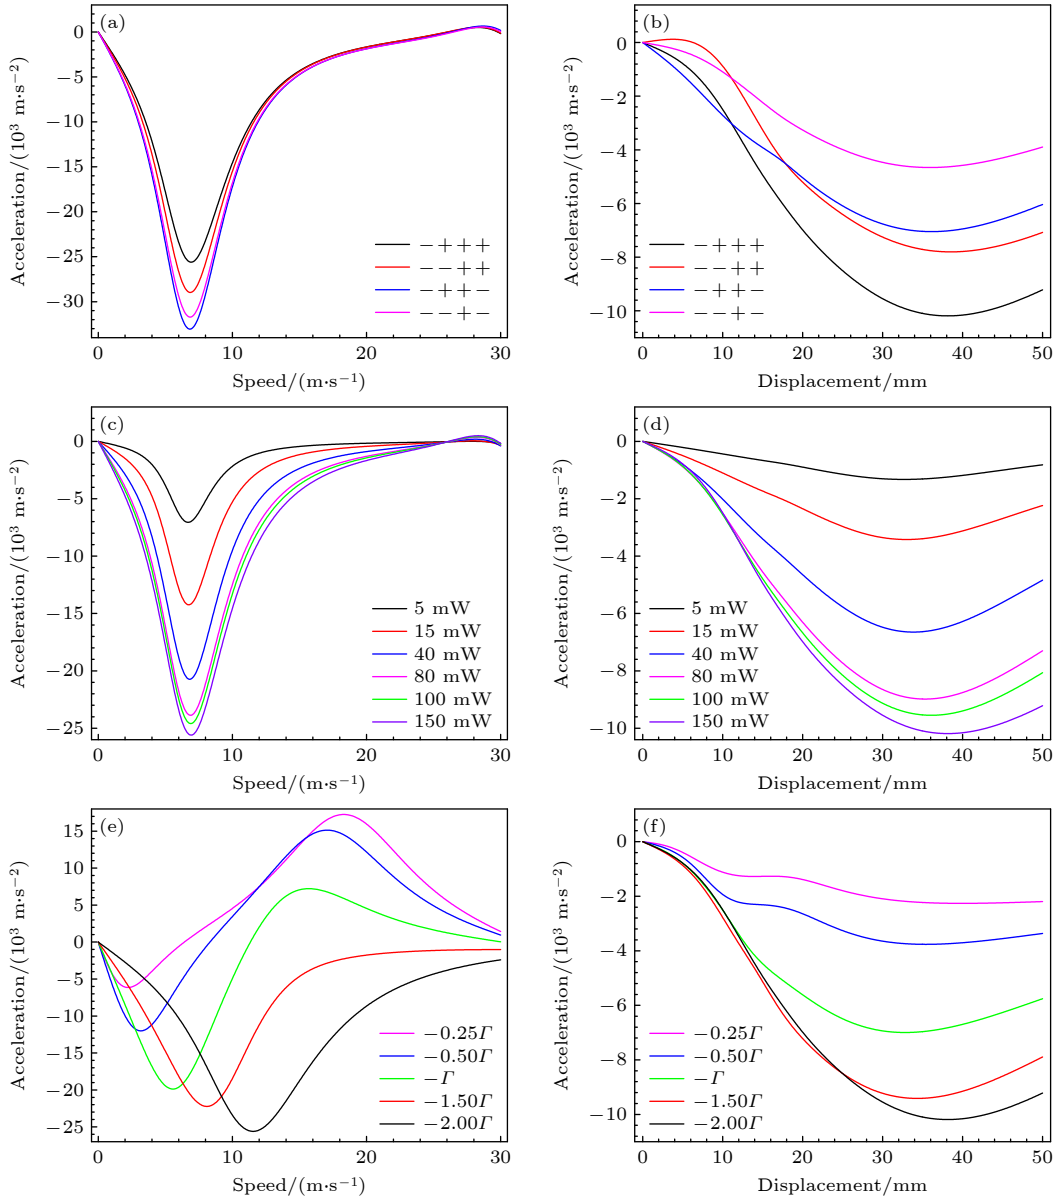 (a)
0
−5
−10
−15
−20
−25
−30
Acceleration/(10³ m·s⁻²)
− + + +
− − + +
− + + −
− − + −
0 10 20 30
Speed/(m·s⁻¹)
(b)
0
−2
−4
−6
−8
−10
Acceleration/(10³ m·s⁻²)
− + + +
− − + +
− + + −
− − + −
0 10 20 30 40 50
Displacement/mm
(c)
0
−5
−10
−15
−20
−25
Acceleration/(10³ m·s⁻²)
5 mW
15 mW
40 mW
80 mW
100 mW
150 mW
0 10 20 30
Speed/(m·s⁻¹)
(d)
0
−2
−4
−6
−8
−10
Acceleration/(10³ m·s⁻²)
5 mW
15 mW
40 mW
80 mW
100 mW
150 mW
0 10 20 30 40 50
Displacement/mm
(e)
15
10
5
0
−5
−10
−15
−20
−25
Acceleration/(10³ m·s⁻²)
−0.25Γ
−0.50Γ
−Γ
−1.50Γ
−2.00Γ
0 10 20 30
Speed/(m·s⁻¹)
(f)
0
−2
−4
−6
−8
−10
Acceleration/(10³ m·s⁻²)
−0.25Γ
−0.50Γ
−Γ
−1.50Γ
−2.00Γ
0 10 20 30 40 50
Displacement/mm